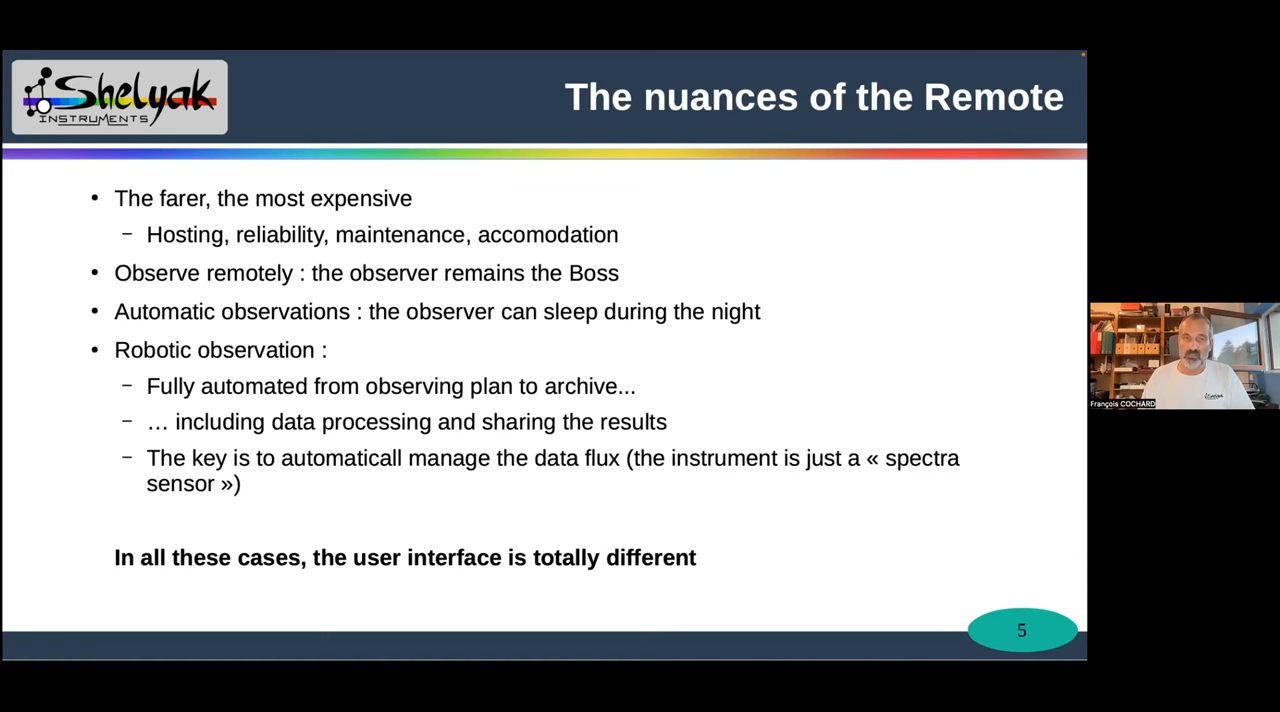 Shelyak
INSTRUMENTS
The nuances of the Remote
• The farer, the most expensive
– Hosting, reliability, maintenance, accomodation
• Observe remotely : the observer remains the Boss
• Automatic observations : the observer can sleep during the night
• Robotic observation :
– Fully automated from observing plan to archive...
– … including data processing and sharing the results
– The key is to automaticall manage the data flux (the instrument is just a « spectra
sensor »)
In all these cases, the user interface is totally different
5
François COCHARD